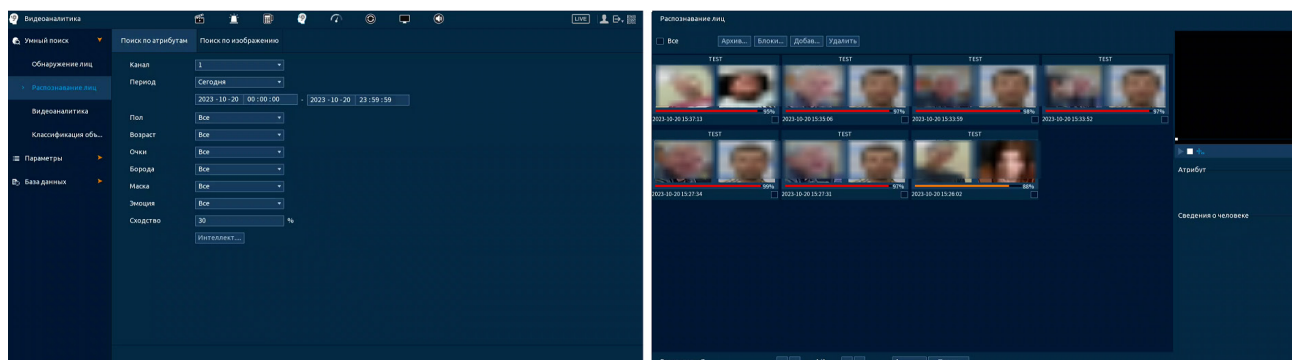 Видеоаналитика
LIVE
Умный поиск
Обнаружение лиц
Распознавание лиц
Видеоаналитика
Классификация объ...
Параметры
База данных
Поиск по атрибутам Поиск по изображению
Канал 1
Период Сегодня
2023 -10 -20 00 : 00 : 00 - 2023 -10 -20 23 : 59 : 59
Пол Все
Возраст Все
Очки Все
Борода Все
Маска Все
Эмоция Все
Сходство 30 %
Интеллект....
Распознавание лиц
Все Архив... Блоки... Добав... Удалить
TEST TEST TEST TEST
95% 97% 98% 97%
2023-10-20 15:37:13 2023-10-20 15:35:06 2023-10-20 15:33:59 2023-10-20 15:33:52
TEST TEST TEST
99% 97% 88%
2023-10-20 15:27:34 2023-10-20 15:27:31 2023-10-20 15:26:02
Атрибут
Сведения о человеке